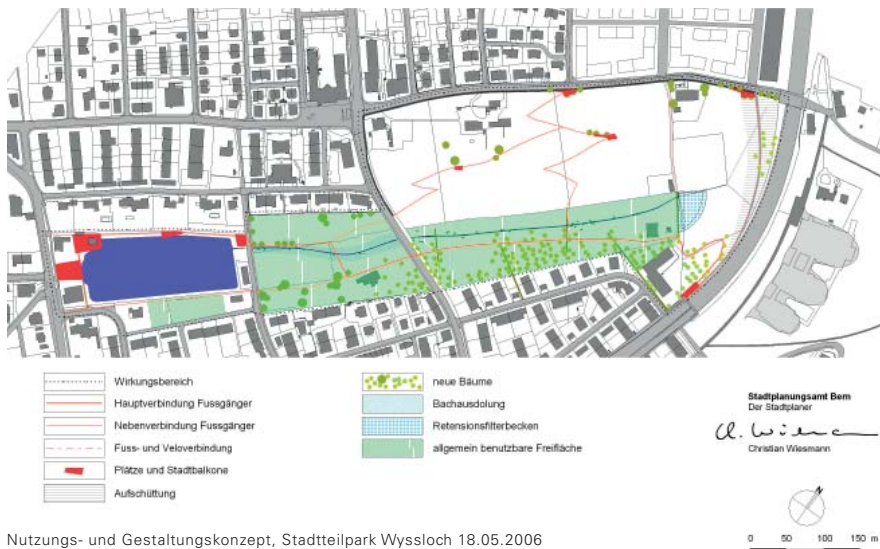 Wirkungsbereich
Hauptverbindung Fussgänger
Nebenverbindung Fussgänger
Fuss- und Veloverbindung
Plätze und Stadtbalkone
Aufschüttung
neue Bäume
Bachausdolung
Retensionsfilterbecken
allgemein benutzbare Freifläche
Stadtplanungsamt Bern
Der Stadtplaner
Christian Wiesmann
N
0 50 100 150 m
Nutzungs- und Gestaltungskonzept, Stadtteilpark Wyssloch 18.05.2006